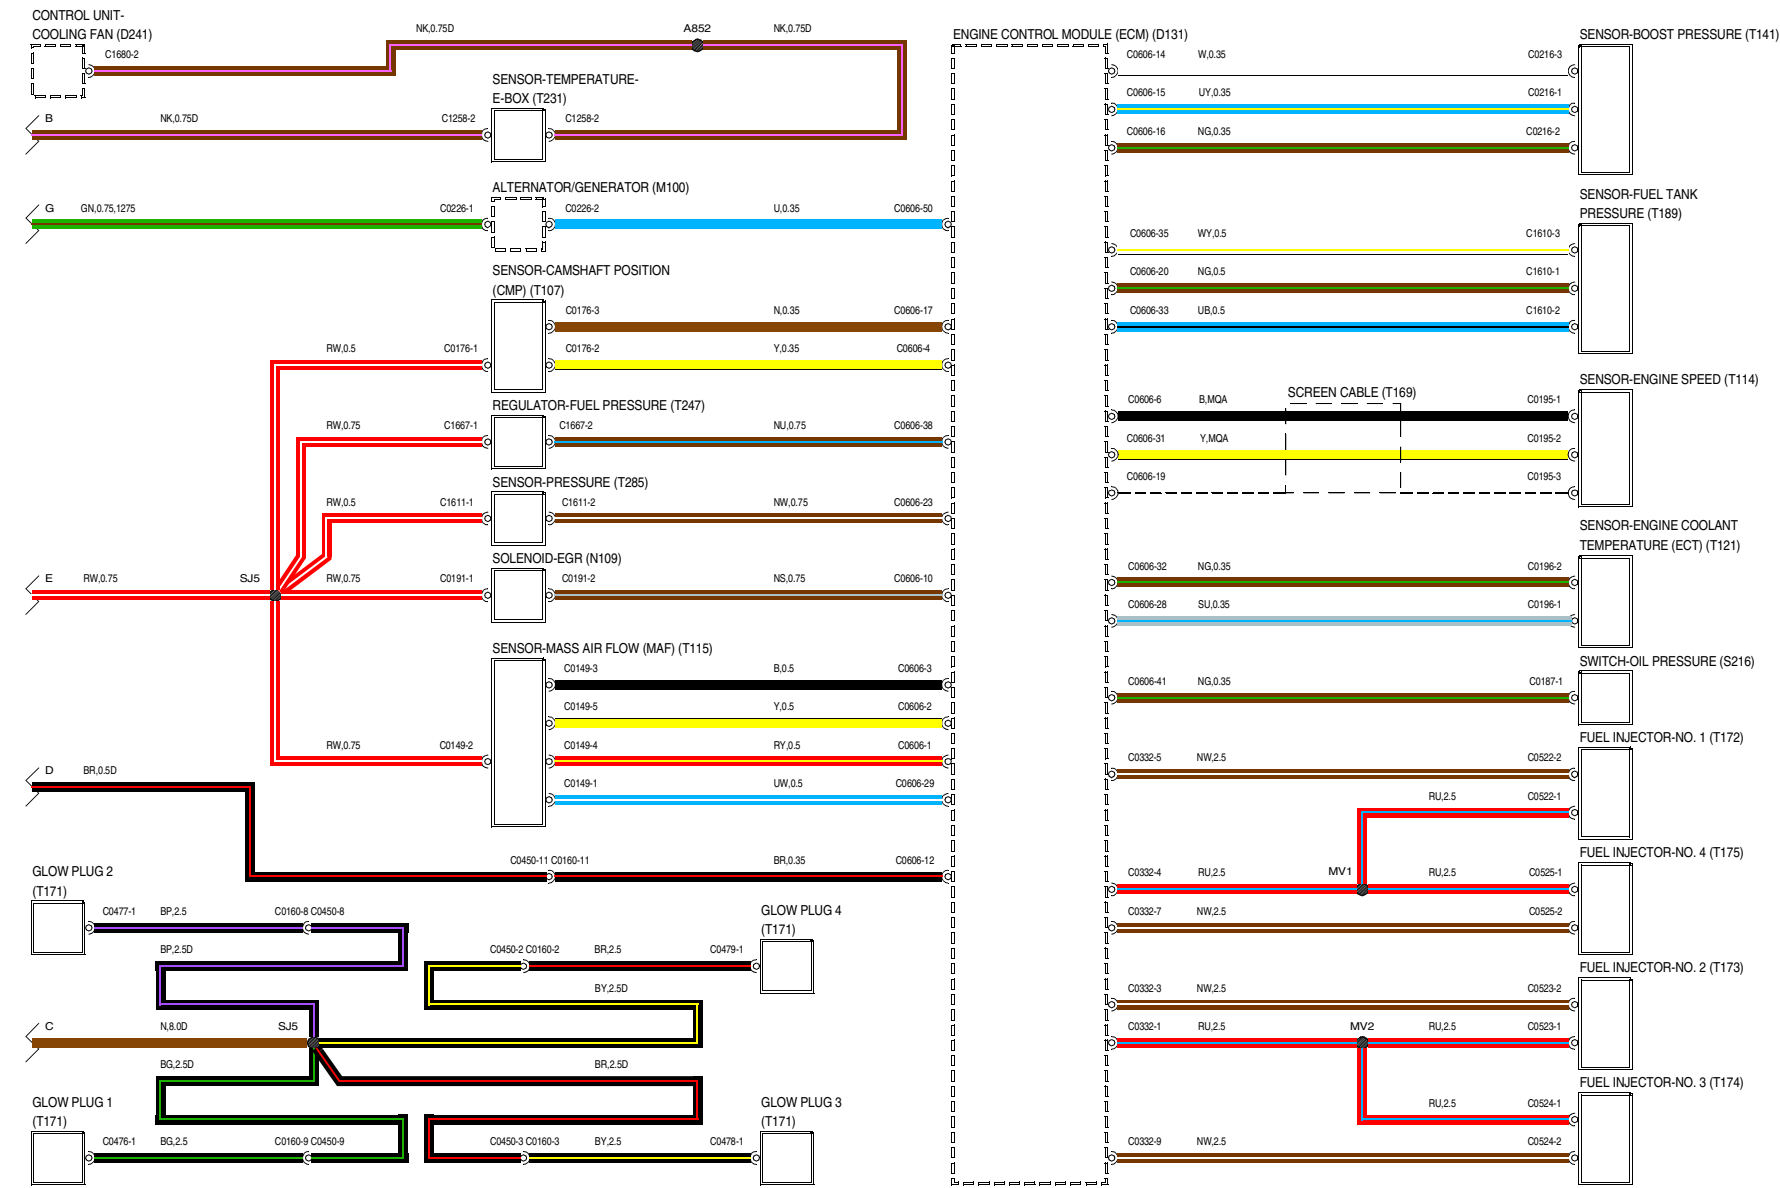 CONTROL UNIT-
COOLING FAN (D241)
C1680-2
NK,0.75D
A852
NK,0.75D
SENSOR-TEMPERATURE-
E-BOX (T231)
B
NK,0.75D
C1258-2
C1258-2
ALTERNATOR/GENERATOR (M100)
G
GN,0.75,1275
C0226-1
C0226-2
U,0.35
C0606-50
SENSOR-CAMSHAFT POSITION
(CMP) (T107)
C0176-3
N,0.35
C0606-17
RW,0.5
C0176-1
C0176-2
Y,0.35
C0606-4
REGULATOR-FUEL PRESSURE (T247)
RW,0.75
C1667-1
C1667-2
NU,0.75
C0606-38
SENSOR-PRESSURE (T285)
RW,0.5
C1611-1
C1611-2
NW,0.75
C0606-23
SOLENOID-EGR (N109)
E
RW,0.75
SJ5
RW,0.75
C0191-1
C0191-2
NS,0.75
C0606-10
SENSOR-MASS AIR FLOW (MAF) (T115)
C0149-3
B,0.5
C0606-3
C0149-5
Y,0.5
C0606-2
RW,0.75
C0149-2
C0149-4
RY,0.5
C0606-1
D
BR,0.5D
C0149-1
UW,0.5
C0606-29
C0450-11 C0160-11
BR,0.35
C0606-12
GLOW PLUG 2
(T171)
C0477-1
BP,2.5
C0160-8 C0450-8
BP,2.5D
GLOW PLUG 4
(T171)
C0450-2 C0160-2
BR,2.5
C0479-1
BY,2.5D
C
N,8.0D
SJ5
BG,2.5D
BR,2.5D
GLOW PLUG 1
(T171)
C0476-1
BG,2.5
C0160-9 C0450-9
GLOW PLUG 3
(T171)
C0450-3 C0160-3
BY,2.5
C0478-1
ENGINE CONTROL MODULE (ECM) (D131)
SENSOR-BOOST PRESSURE (T141)
C0606-14
W,0.35
C0216-3
C0606-15
UY,0.35
C0216-1
C0606-16
NG,0.35
C0216-2
SENSOR-FUEL TANK
PRESSURE (T189)
C0606-35
WY,0.5
C1610-3
C0606-20
NG,0.5
C1610-1
C0606-33
UB,0.5
C1610-2
SENSOR-ENGINE SPEED (T114)
SCREEN CABLE (T169)
C0606-6
B,MQA
C0195-1
C0606-31
Y,MQA
C0195-2
C0606-19
C0195-3
SENSOR-ENGINE COOLANT
TEMPERATURE (ECT) (T121)
C0606-32
NG,0.35
C0196-2
C0606-28
SU,0.35
C0196-1
SWITCH-OIL PRESSURE (S216)
C0606-41
NG,0.35
C0187-1
FUEL INJECTOR-NO. 1 (T172)
C0332-5
NW,2.5
C0522-2
RU,2.5
C0522-1
FUEL INJECTOR-NO. 4 (T175)
C0332-4
RU,2.5
MV1
RU,2.5
C0525-1
C0332-7
NW,2.5
C0525-2
FUEL INJECTOR-NO. 2 (T173)
C0332-3
NW,2.5
C0523-2
C0332-1
RU,2.5
MV2
RU,2.5
C0523-1
FUEL INJECTOR-NO. 3 (T174)
RU,2.5
C0524-1
C0332-9
NW,2.5
C0524-2